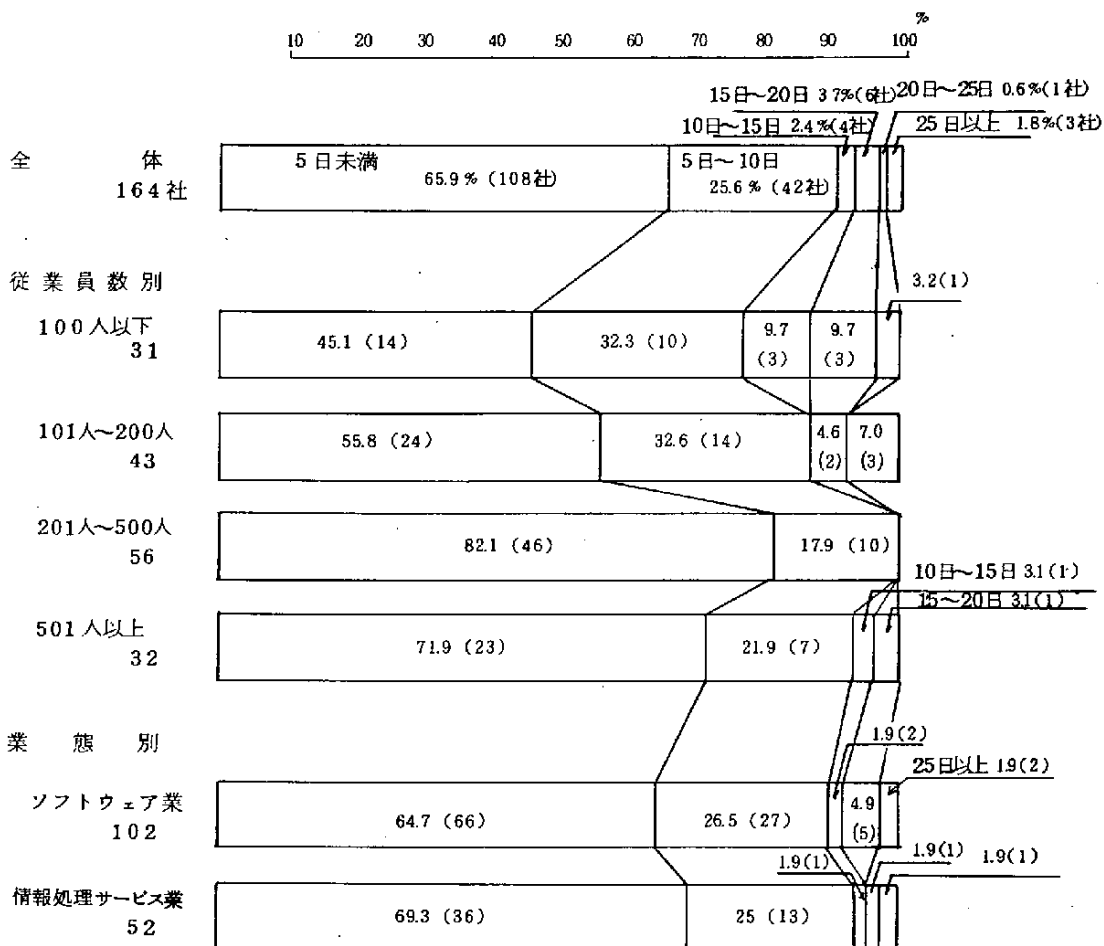 %
10 20 30 40 50 60 70 80 90 100
15日～20日 3.7%(6社)
20日～25日 0.6%(1社)
10日～15日 2.4%(4社)
25日以上 1.8%(3社)
全体
164社
5日未満
65.9% (108社)
5日～10日
25.6% (42社)
従業員数別
3.2(1)
100人以下
31
45.1 (14)
32.3 (10)
9.7
(3)
9.7
(3)
101人～200人
43
55.8 (24)
32.6 (14)
4.6
(2)
7.0
(3)
201人～500人
56
82.1 (46)
17.9 (10)
10日～15日 3.1(1)
15～20日 3.1(1)
501人以上
32
71.9 (23)
21.9 (7)
業態別
1.9(2)
25日以上 1.9(2)
ソフトウェア業
102
64.7 (66)
26.5 (27)
4.9
(5)
1.9(1)
1.9(1)
1.9(1)
情報処理サービス業
52
69.3 (36)
25 (13)